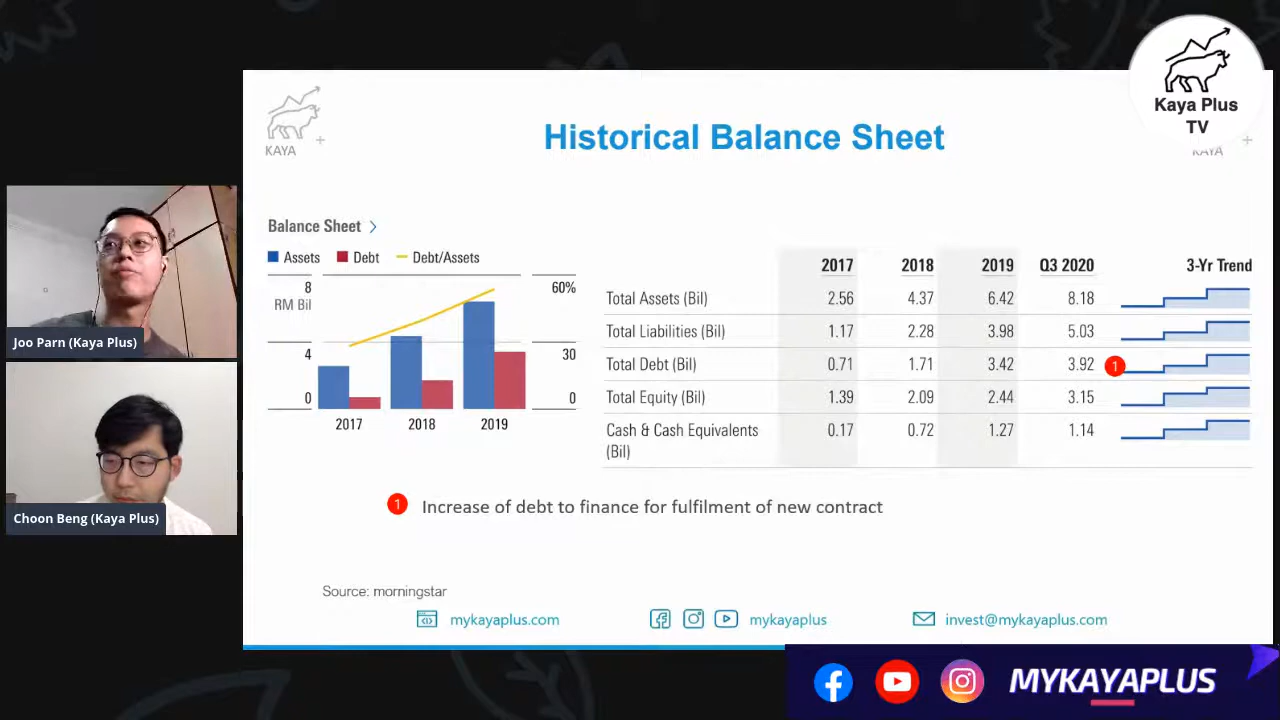 Kaya Plus
TV
KAYA
KAYA
Historical Balance Sheet
Joo Parn (Kaya Plus)
Choon Beng (Kaya Plus)
Balance Sheet >
Assets Debt Debt/Assets
8 60%
RM Bil
4 30
0 0
2017 2018 2019
2017 2018 2019 Q3 2020 3-Yr Trend
Total Assets (Bil) 2.56 4.37 6.42 8.18
Total Liabilities (Bil) 1.17 2.28 3.98 5.03
Total Debt (Bil) 0.71 1.71 3.42 3.92 1
Total Equity (Bil) 1.39 2.09 2.44 3.15
Cash & Cash Equivalents 0.17 0.72 1.27 1.14
(Bil)
1 Increase of debt to finance for fulfilment of new contract
Source: morningstar
mykayaplus.com mykayaplus invest@mykayaplus.com
MYKAYAPLUS